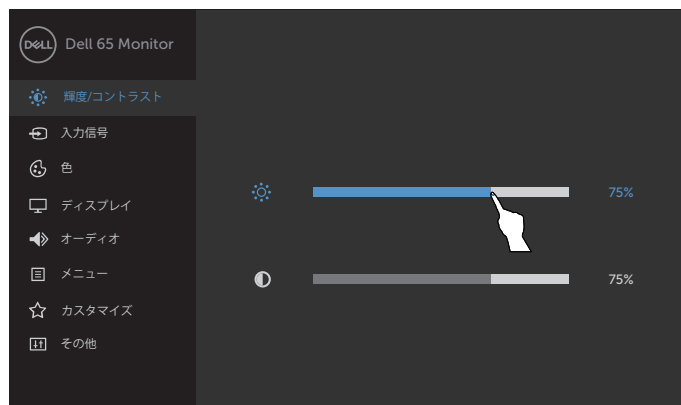 DELL
Dell 65 Monitor
輝度/コントラスト
入力信号
色
ディスプレイ
オーディオ
メニュー
カスタマイズ
その他
75%
75%